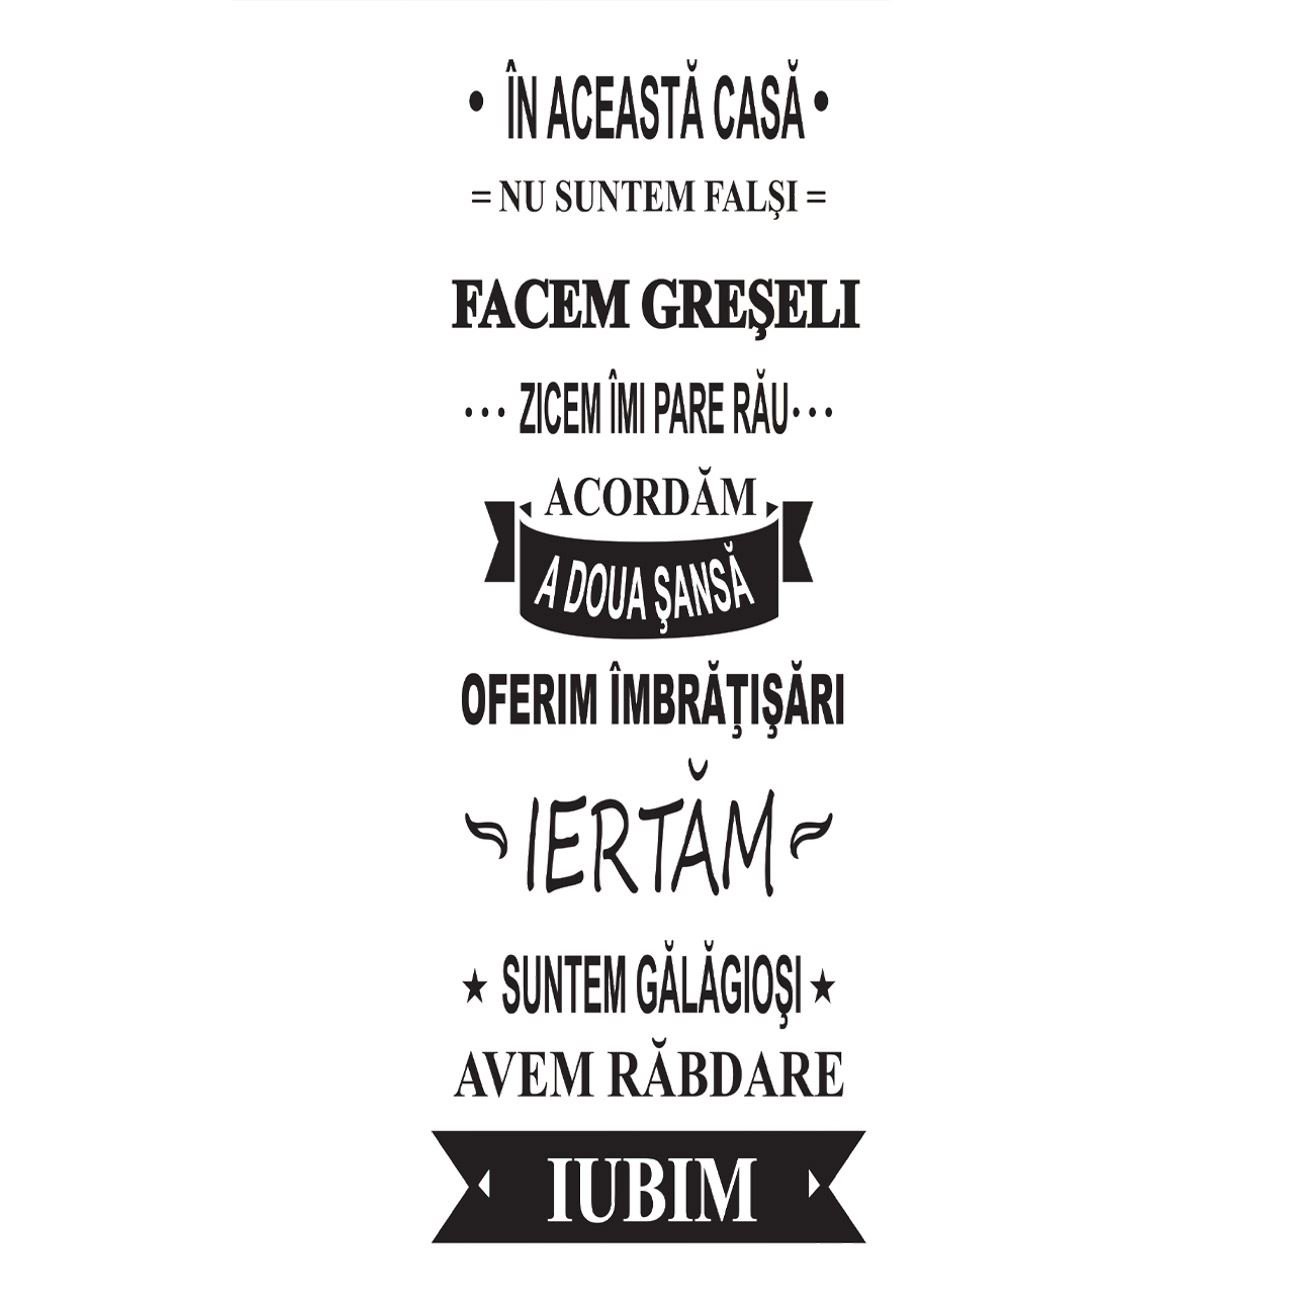 • ÎN ACEASTĂ CASĂ •
= NU SUNTEM FALŞI =
FACEM GREŞELI
... ZICEM ÎMI PARE RĂU...
ACORDĂM
A DOUA ŞANSĂ
OFERIM ÎMBRĂŢIŞĂRI
IERTĂM
★ SUNTEM GĂLĂGIOŞI ★
AVEM RĂBDARE
IUBIM